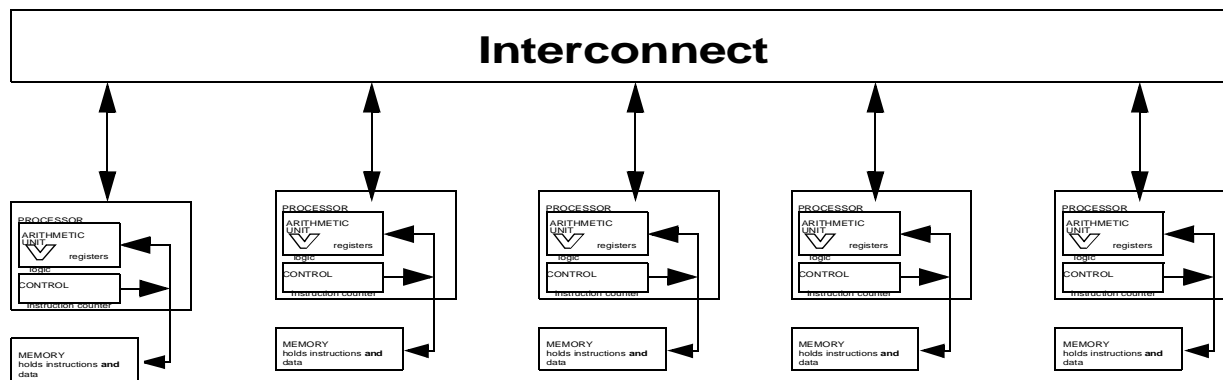 Interconnect
PROCESSOR
ARITHMETIC
UNIT
registers
logic
CONTROL
instruction counter
MEMORY
holds instructions and
data
PROCESSOR
ARITHMETIC
UNIT
registers
logic
CONTROL
instruction counter
MEMORY
holds instructions and
data
PROCESSOR
ARITHMETIC
UNIT
registers
logic
CONTROL
instruction counter
MEMORY
holds instructions and
data
PROCESSOR
ARITHMETIC
UNIT
registers
logic
CONTROL
instruction counter
MEMORY
holds instructions and
data
PROCESSOR
ARITHMETIC
UNIT
registers
logic
CONTROL
instruction counter
MEMORY
holds instructions and
data